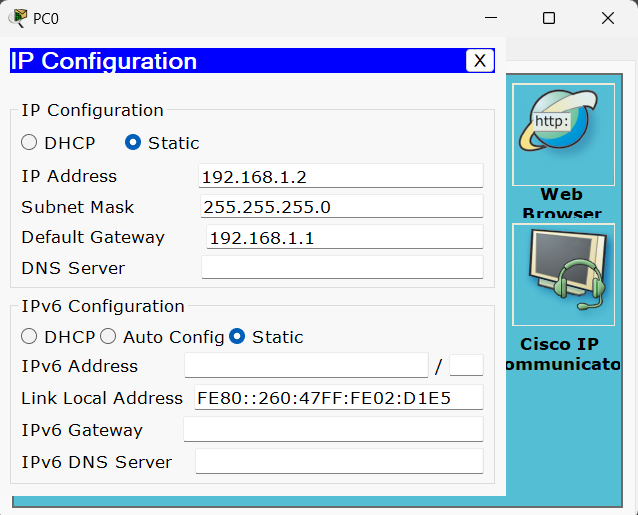 PC0
IP Configuration X
IP Configuration
DHCP Static
IP Address 192.168.1.2
Subnet Mask 255.255.255.0
Default Gateway 192.168.1.1
DNS Server
IPv6 Configuration
DHCP Auto Config Static
IPv6 Address /
Link Local Address FE80::260:47FF:FE02:D1E5
IPv6 Gateway
IPv6 DNS Server
http:
Web
Browser
Cisco IP
ommunicato